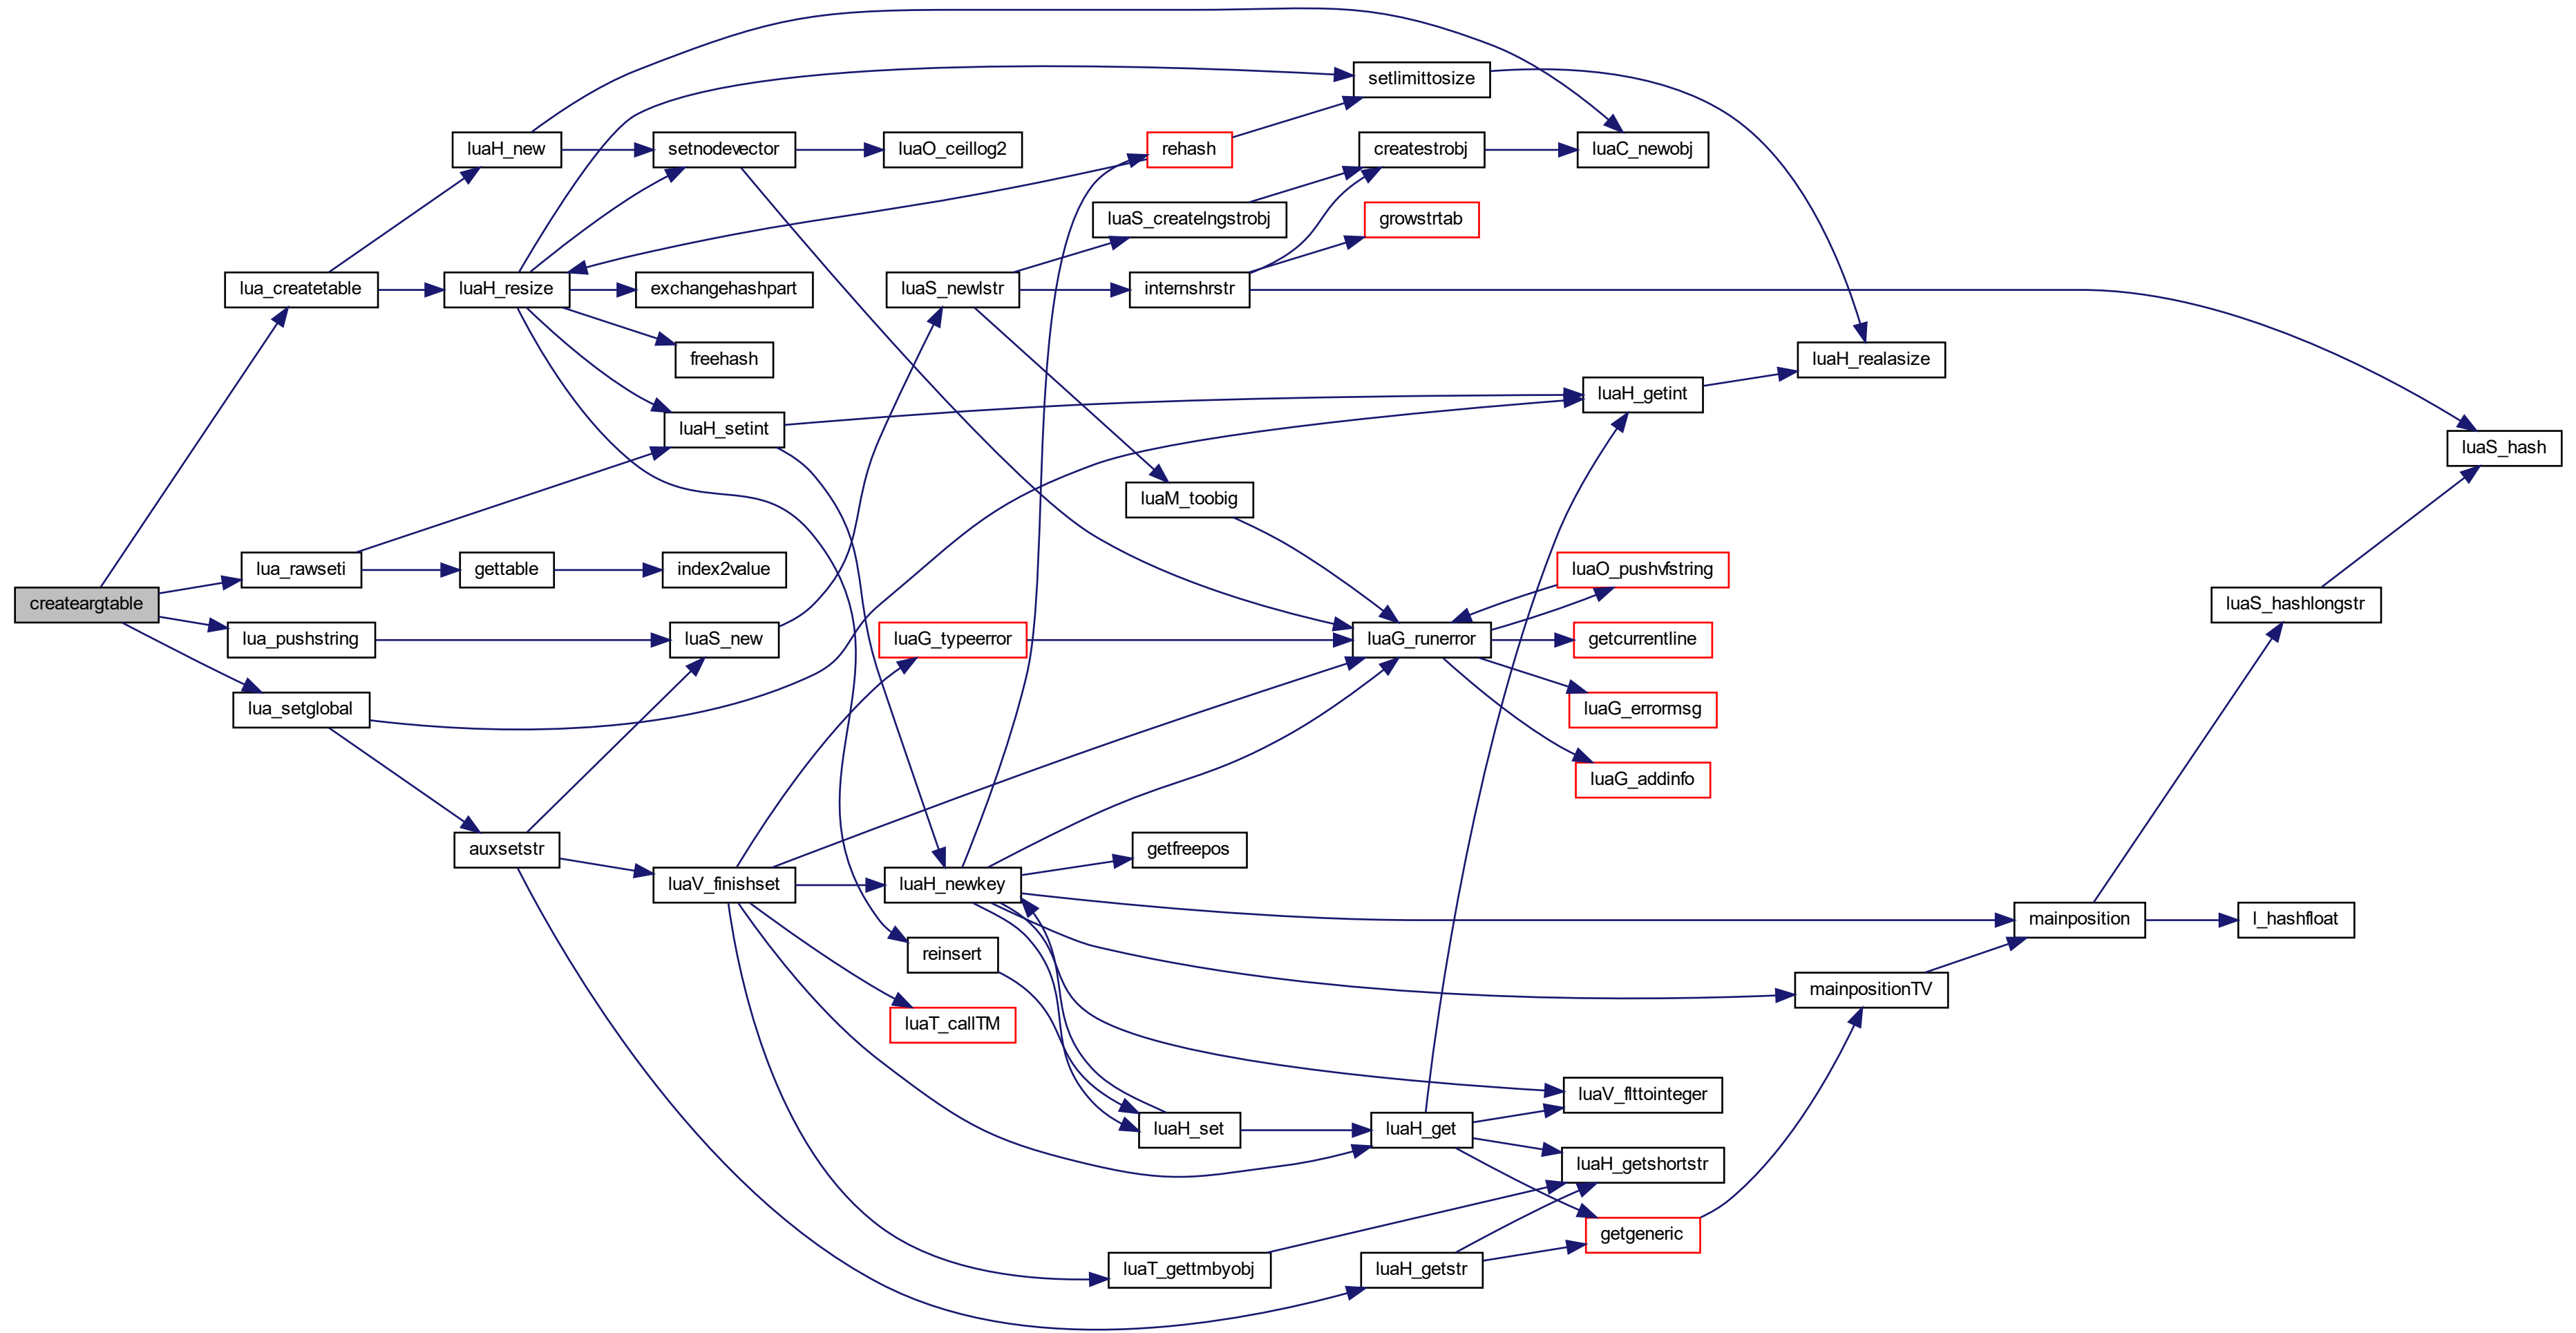 createargtable
lua_createtable
lua_rawseti
lua_pushstring
lua_setglobal
luaH_new
luaH_resize
gettable
auxsetstr
setnodevector
exchangehashpart
freehash
luaH_setint
index2value
luaS_new
luaV_finishset
luaO_ceillog2
luaS_newlstr
luaG_typeerror
luaH_newkey
reinsert
luaT_callTM
rehash
luaS_createlngstrobj
internshrstr
luaM_toobig
getfreepos
luaH_set
luaT_gettmbyobj
setlimittosize
createstrobj
growstrtab
luaG_runerror
luaH_get
luaH_getstr
luaC_newobj
luaH_getint
luaO_pushvfstring
getcurrentline
luaG_errormsg
luaG_addinfo
luaV_flttointeger
luaH_getshortstr
getgeneric
luaH_realasize
mainpositionTV
mainposition
luaS_hashlongstr
l_hashfloat
luaS_hash